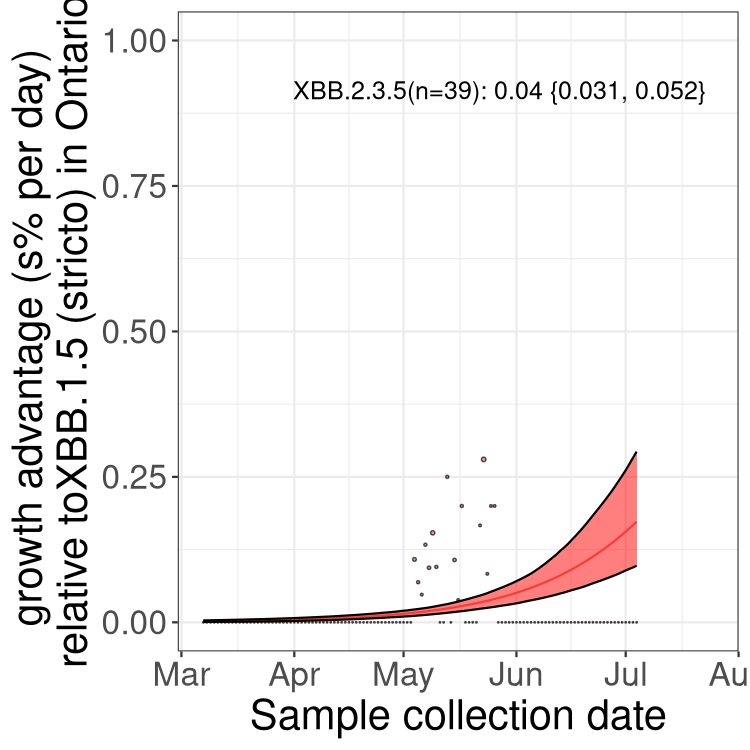 growth advantage (s% per day)
relative toXBB.1.5 (stricto) in Ontario
1.00
0.75
0.50
0.25
0.00
XBB.2.3.5(n=39): 0.04 {0.031, 0.052}
Mar Apr May Jun Jul Au
Sample collection date